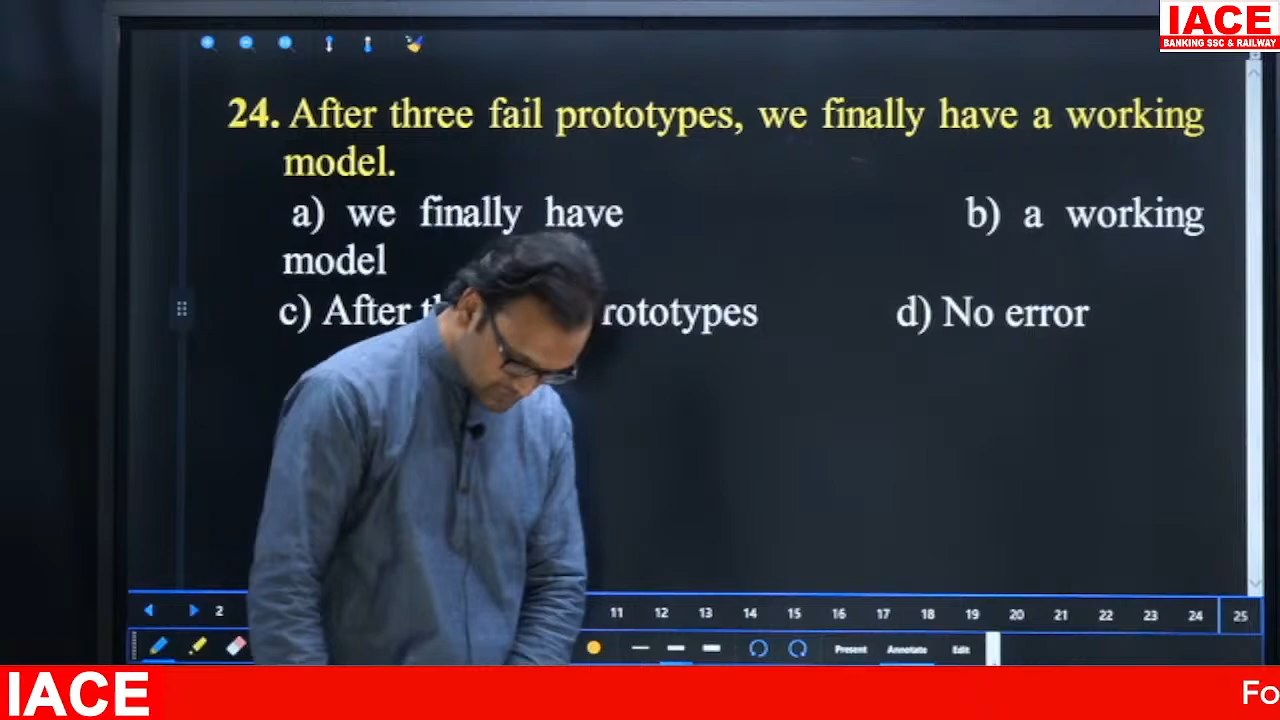 IACE
BANKING SSC & RAILWAY
24. After three fail prototypes, we finally have a working
model.
a) we finally have b) a working
model
c) After rototypes d) No error
2 11 12 13 14 15 16 17 18 19 20 21 22 23 24 25
Present Annotate Edit
IACE Fo